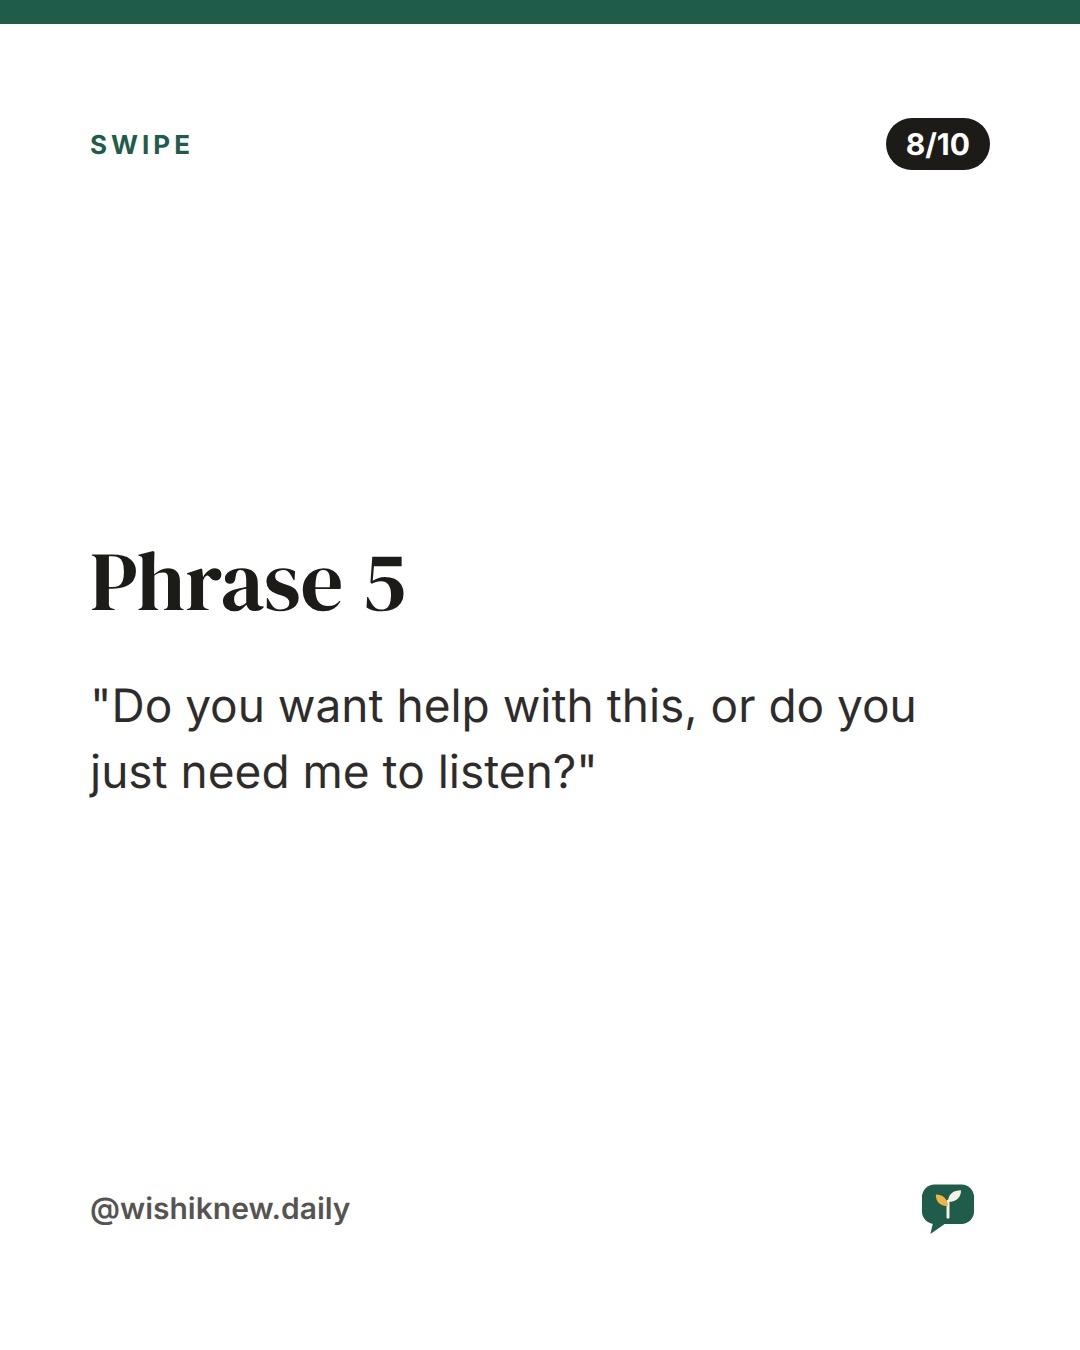 SWIPE
8/10
Phrase 5
"Do you want help with this, or do you
just need me to listen?"
@wishiknew.daily